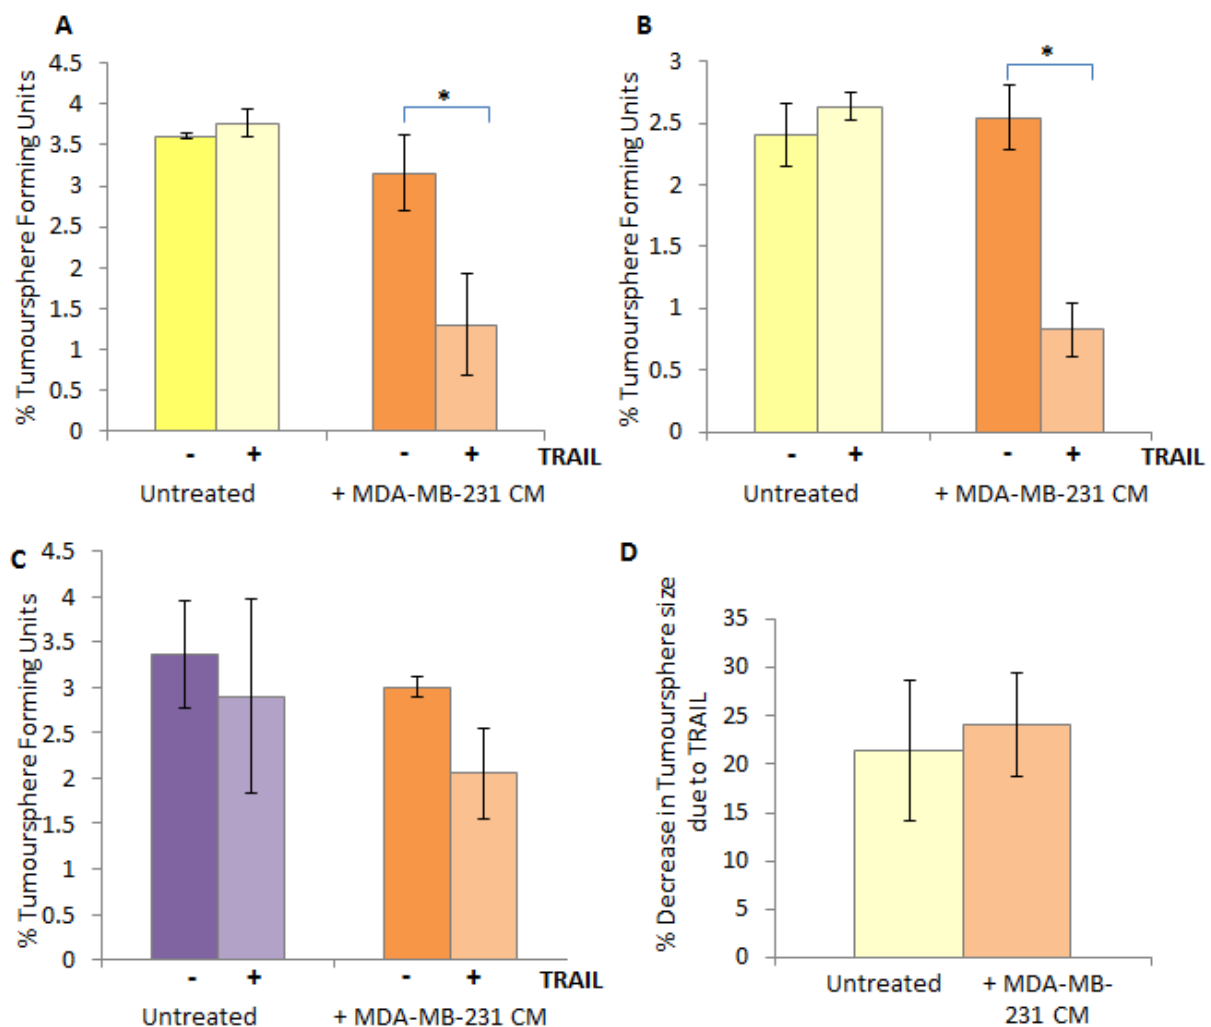 A
% Tumoursphere Forming Units
4.5
4
3.5
3
2.5
2
1.5
1
0.5
0
*
- + - + TRAIL
Untreated + MDA-MB-231 CM
B
% Tumoursphere Forming Units
3
2.5
2
1.5
1
0.5
0
*
- + - + TRAIL
Untreated + MDA-MB-231 CM
C
% Tumoursphere Forming Units
4.5
4
3.5
3
2.5
2
1.5
1
0.5
0
- + - + TRAIL
Untreated + MDA-MB-231 CM
D
% Decrease in Tumoursphere size
due to TRAIL
35
30
25
20
15
10
5
0
Untreated + MDA-MB-
231 CM